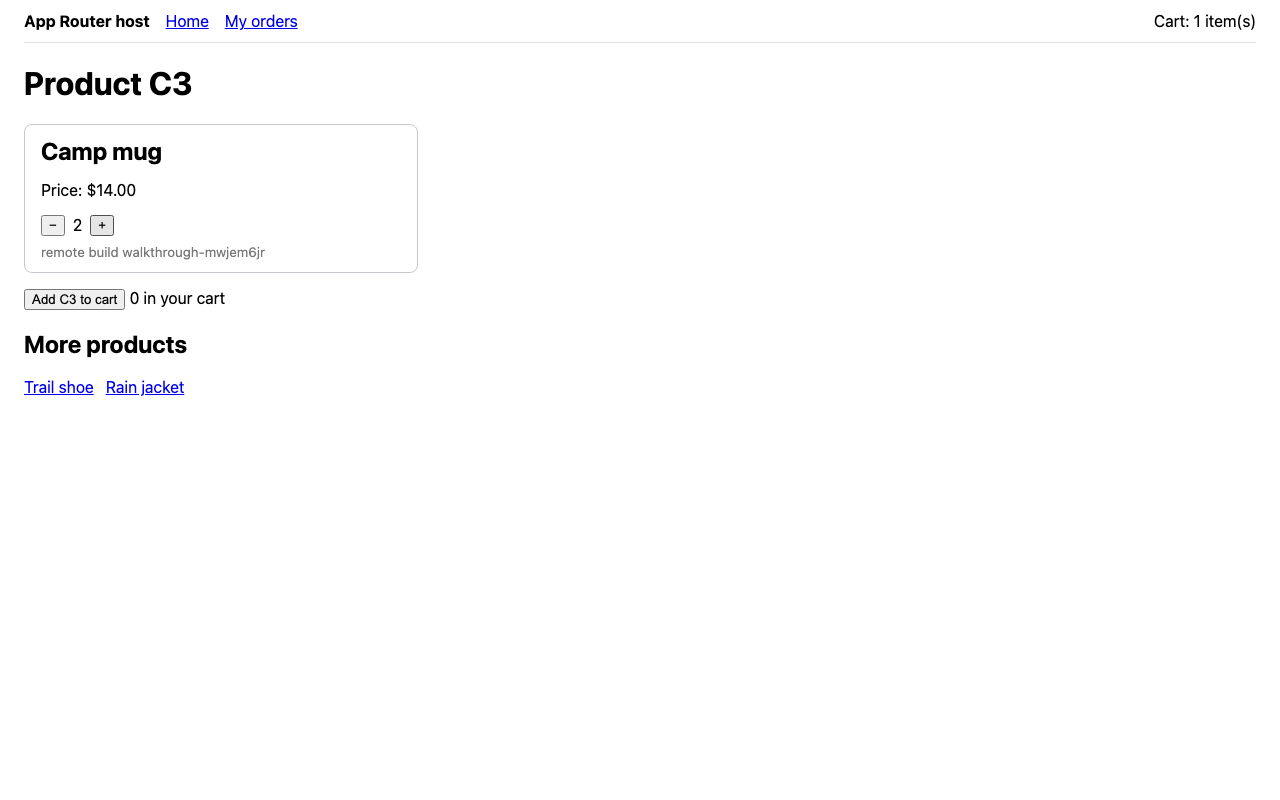 App Router host Home My orders Cart: 1 item(s)
Product C3
Camp mug
Price: $14.00
− 2 +
remote build walkthrough-mwjem6jr
Add C3 to cart 0 in your cart
More products
Trail shoe Rain jacket